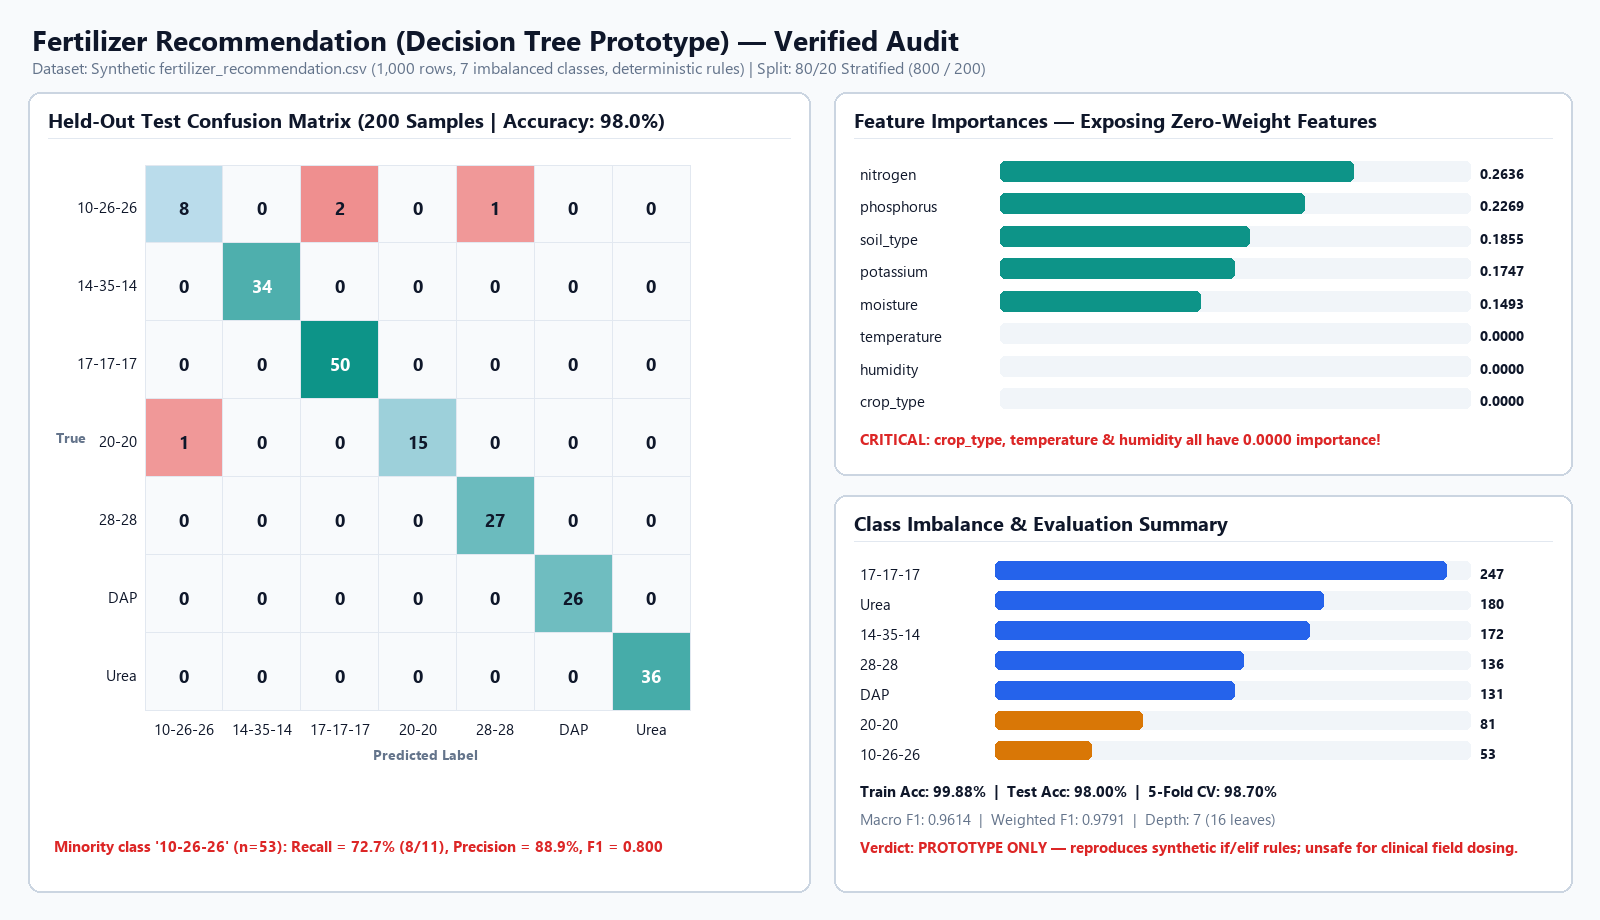 Fertilizer Recommendation (Decision Tree Prototype) — Verified Audit
Dataset: Synthetic fertilizer_recommendation.csv (1,000 rows, 7 imbalanced classes, deterministic rules) | Split: 80/20 Stratified (800 / 200)
Held-Out Test Confusion Matrix (200 Samples | Accuracy: 98.0%)
10-26-26 8 0 2 0 1 0 0
14-35-14 0 34 0 0 0 0 0
17-17-17 0 0 50 0 0 0 0
True 20-20 1 0 0 15 0 0 0
28-28 0 0 0 0 27 0 0
DAP 0 0 0 0 0 26 0
Urea 0 0 0 0 0 0 36
10-26-26 14-35-14 17-17-17 20-20 28-28 DAP Urea
Predicted Label
Minority class '10-26-26' (n=53): Recall = 72.7% (8/11), Precision = 88.9%, F1 = 0.800
Feature Importances — Exposing Zero-Weight Features
nitrogen 0.2636
phosphorus 0.2269
soil_type 0.1855
potassium 0.1747
moisture 0.1493
temperature 0.0000
humidity 0.0000
crop_type 0.0000
CRITICAL: crop_type, temperature & humidity all have 0.0000 importance!
Class Imbalance & Evaluation Summary
17-17-17 247
Urea 180
14-35-14 172
28-28 136
DAP 131
20-20 81
10-26-26 53
Train Acc: 99.88% | Test Acc: 98.00% | 5-Fold CV: 98.70%
Macro F1: 0.9614 | Weighted F1: 0.9791 | Depth: 7 (16 leaves)
Verdict: PROTOTYPE ONLY — reproduces synthetic if/elif rules; unsafe for clinical field dosing.